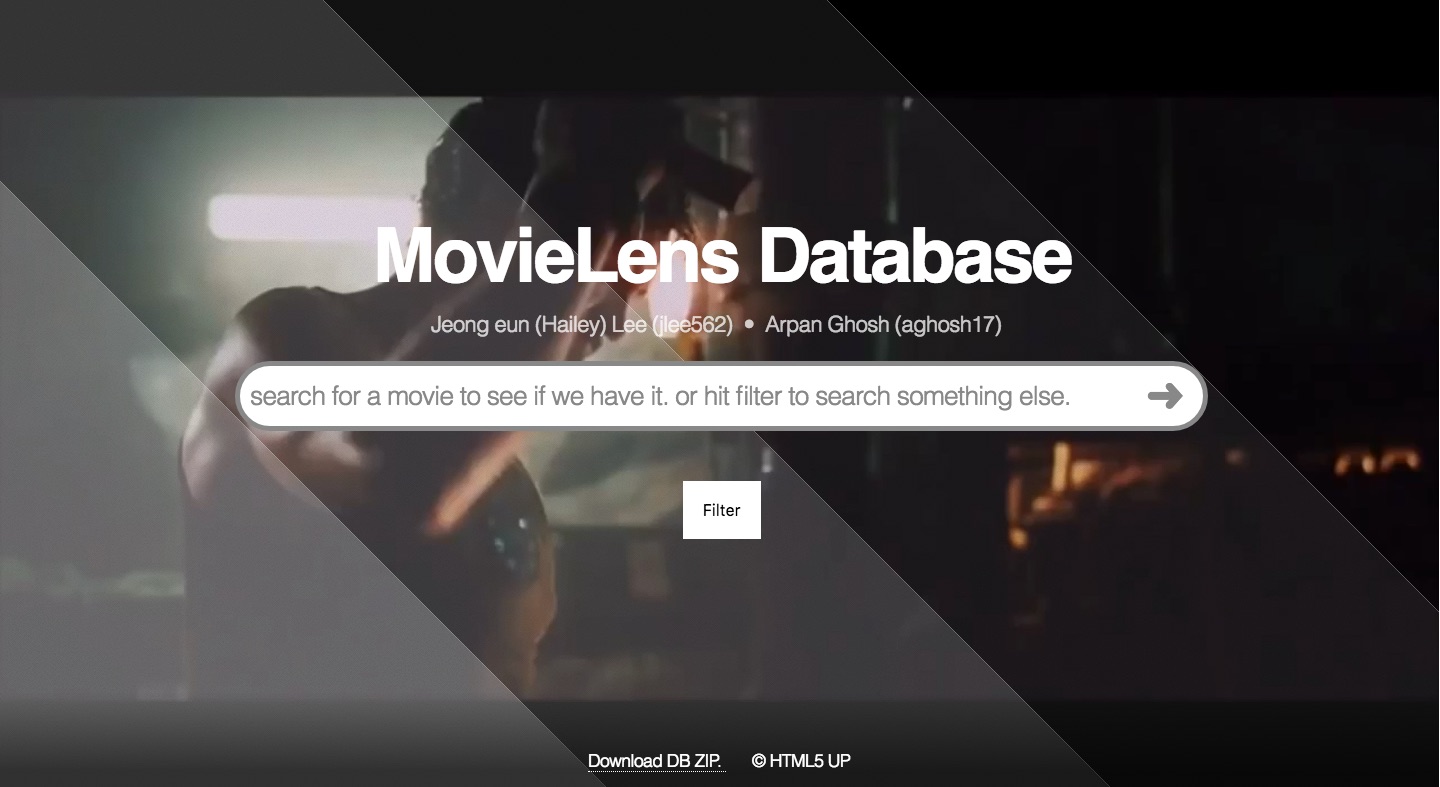 MovieLens Database
Jeong eun (Hailey) Lee (jlee562) • Arpan Ghosh (aghosh17)
search for a movie to see if we have it. or hit filter to search something else.
Filter
Download DB ZIP. © HTML5 UP